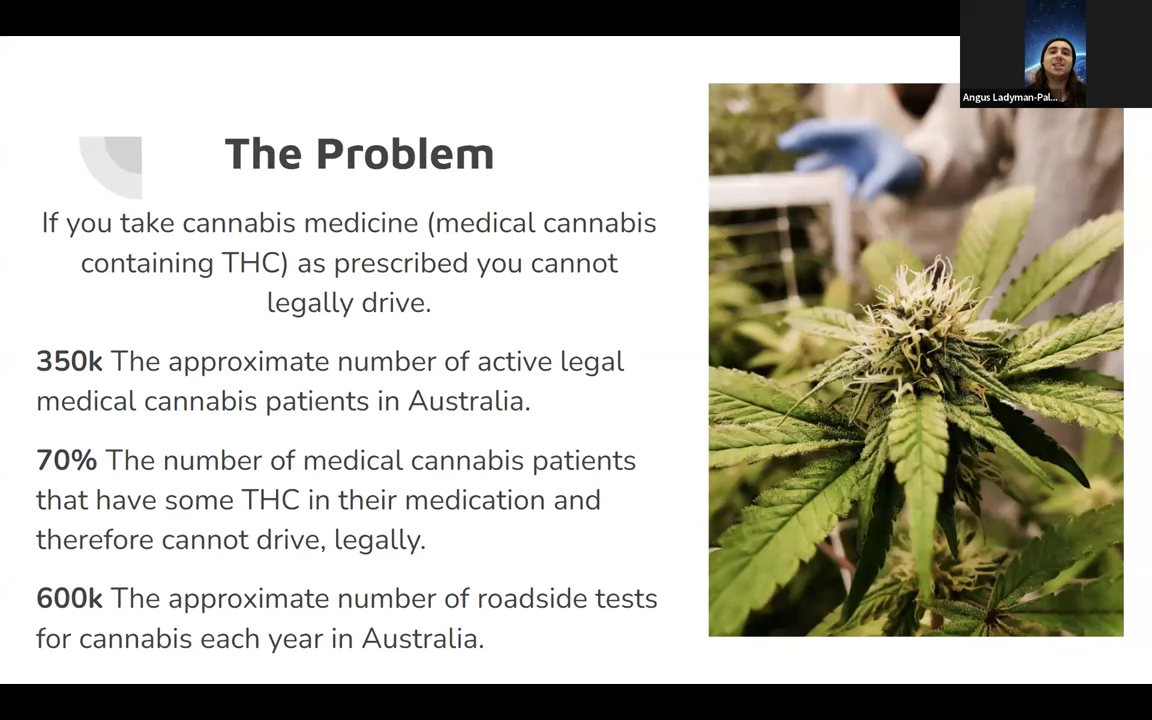 Angus Ladyman-Pal...
The Problem
If you take cannabis medicine (medical cannabis
containing THC) as prescribed you cannot
legally drive.
350k The approximate number of active legal
medical cannabis patients in Australia.
70% The number of medical cannabis patients
that have some THC in their medication and
therefore cannot drive, legally.
600k The approximate number of roadside tests
for cannabis each year in Australia.